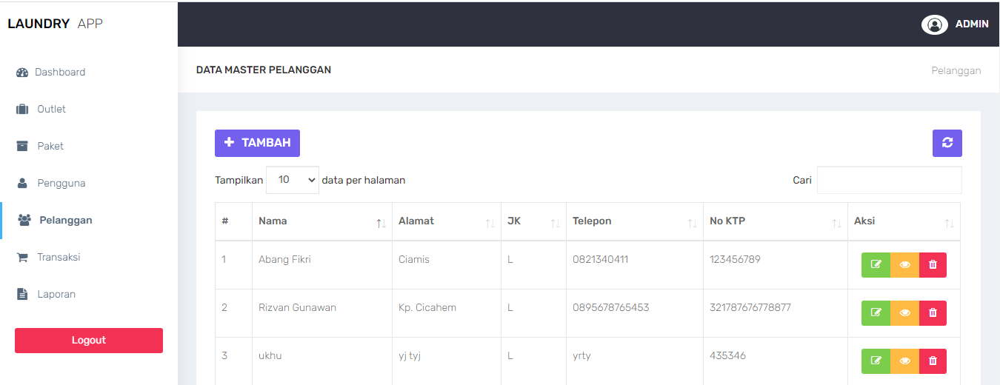 LAUNDRY APP
ADMIN
Dashboard
Outlet
Paket
Pengguna
Pelanggan
Transaksi
Laporan
Logout
DATA MASTER PELANGGAN
Pelanggan
TAMBAH
Tampilkan 10 data per halaman
Cari
# Nama Alamat JK Telepon No KTP Aksi
1 Abang Fikri Ciamis L 0821340411 123456789
2 Rizvan Gunawan Kp. Cicahem L 0895678765453 321787676778877
3 ukhu yj tyj L yrty 435346